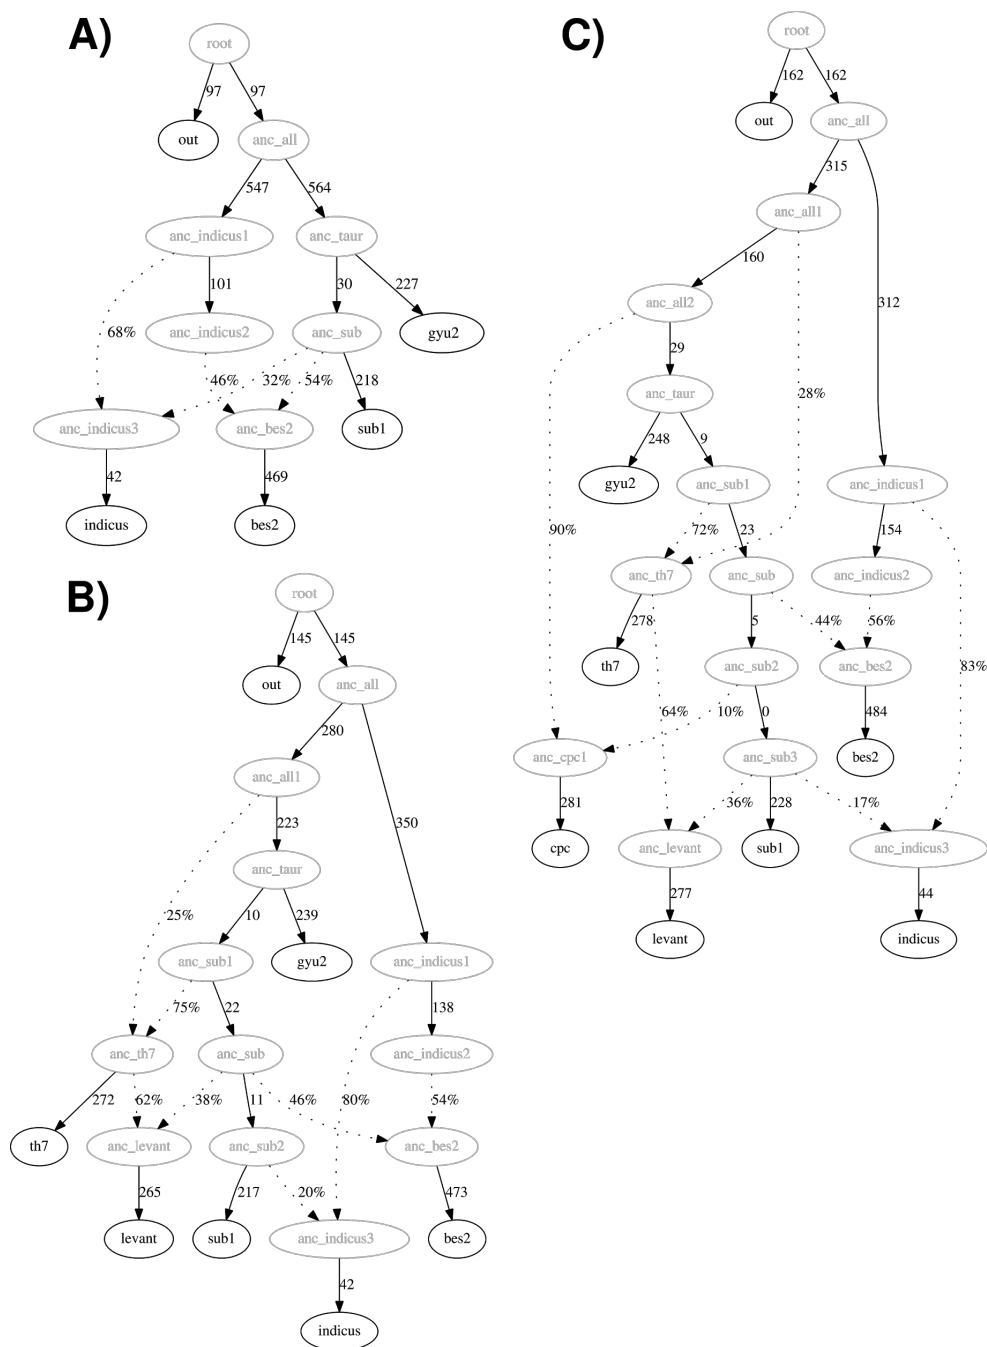 A)
root
97 97
out anc_all
547 564
anc_indicus1 anc_taur
101 30 227
68% anc_indicus2 anc_sub gyu2
46% 32% 54% 218
anc_indicus3 anc_bes2 sub1
42 469
indicus bes2
B)
root
145 145
out anc_all
280
anc_all1
223 350
anc_taur
25% 10 239
anc_sub1 gyu2 anc_indicus1
75% 22 138
anc_th7 anc_sub anc_indicus2
272 62% 38% 11 46% 80% 54%
th7 anc_levant anc_sub2 anc_bes2
265 217 20% 473
levant sub1 anc_indicus3 bes2
42
indicus
C)
root
162 162
out anc_all
315
anc_all1
160
anc_all2 312
29
anc_taur 28%
248 9
gyu2 anc_sub1 anc_indicus1
90% 72% 23 154
anc_th7 anc_sub anc_indicus2
278 5 44% 56%
th7 anc_sub2 anc_bes2 83%
64% 10% 0 484
anc_cpc1 anc_sub3 bes2
281 36% 228 17%
cpc anc_levant sub1 anc_indicus3
277 44
levant indicus